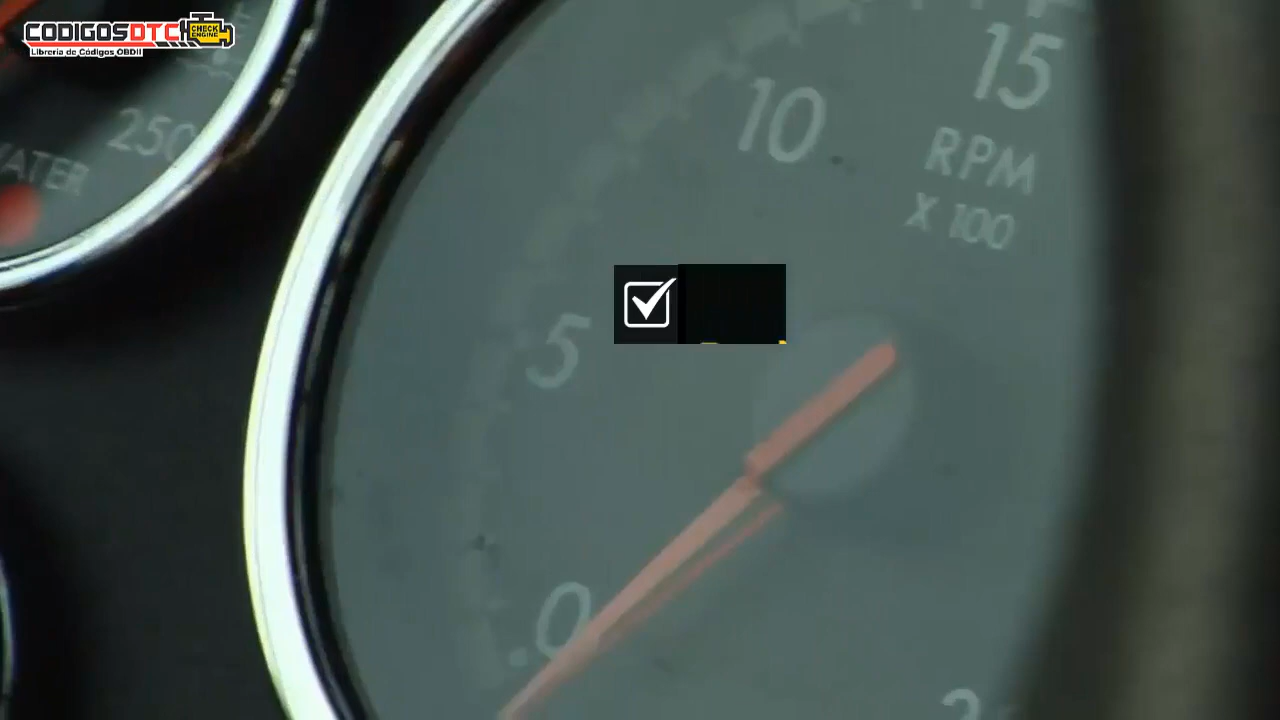 CODIGOSDTC
CHECK
ENGINE
Librería de Códigos OBDII
250
WATER
15
10
RPM
X 100
5
0